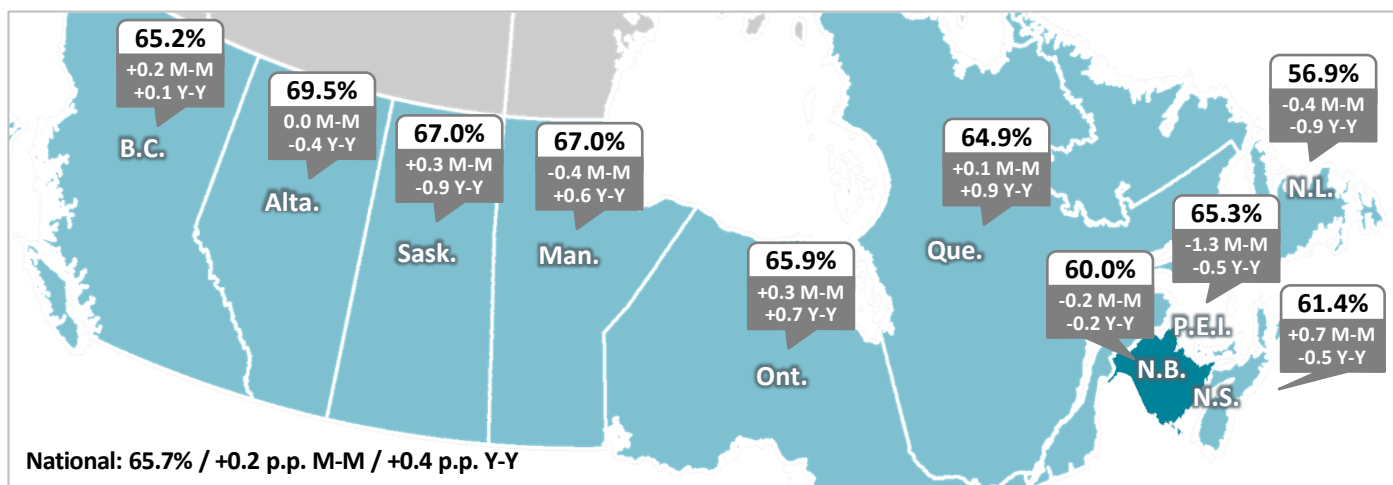 65.2%
+0.2 M-M
+0.1 Y-Y
B.C.
69.5%
0.0 M-M
-0.4 Y-Y
Alta.
67.0%
+0.3 M-M
-0.9 Y-Y
Sask.
67.0%
-0.4 M-M
+0.6 Y-Y
Man.
65.9%
+0.3 M-M
+0.7 Y-Y
Ont.
64.9%
+0.1 M-M
+0.9 Y-Y
Que.
56.9%
-0.4 M-M
-0.9 Y-Y
N.L.
65.3%
-1.3 M-M
-0.5 Y-Y
P.E.I.
60.0%
-0.2 M-M
-0.2 Y-Y
N.B.
61.4%
+0.7 M-M
-0.5 Y-Y
N.S.
National: 65.7% / +0.2 p.p. M-M / +0.4 p.p. Y-Y